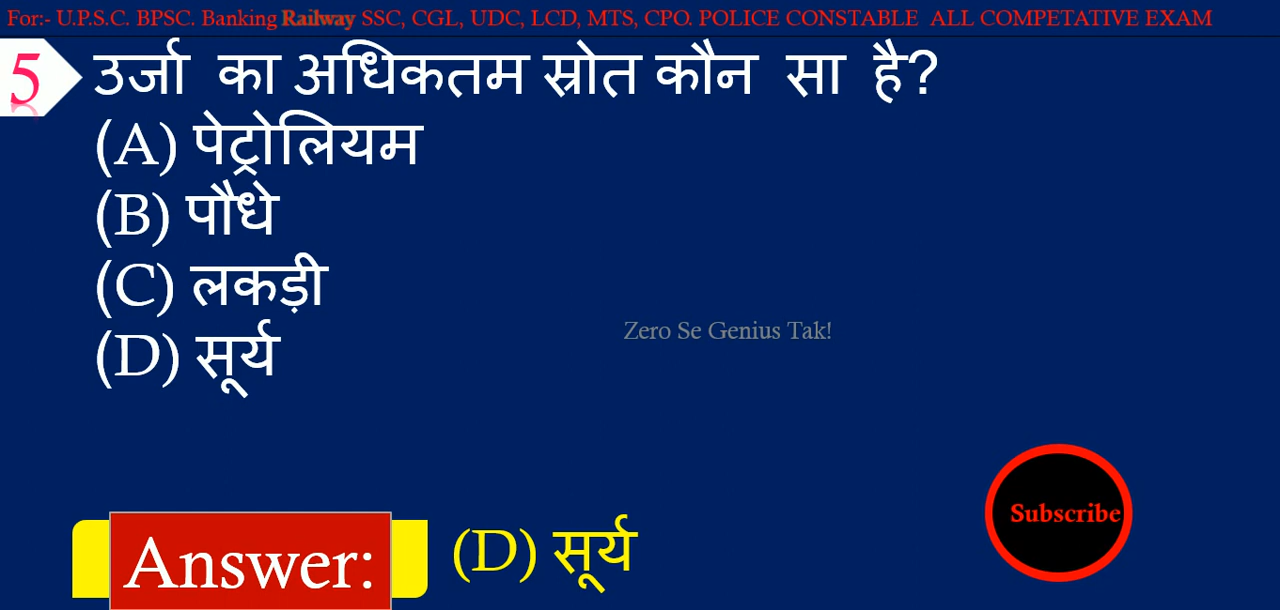 For:- U.P.S.C. BPSC. Banking Railway SSC, CGL, UDC, LCD, MTS, CPO. POLICE CONSTABLE ALL COMPETATIVE EXAM
5 उर्जा का अधिकतम स्रोत कौन सा है?
(A) पेट्रोलियम
(B) पौधे
(C) लकड़ी
(D) सूर्य
Zero Se Genius Tak!
Subscribe
Answer: (D) सूर्य